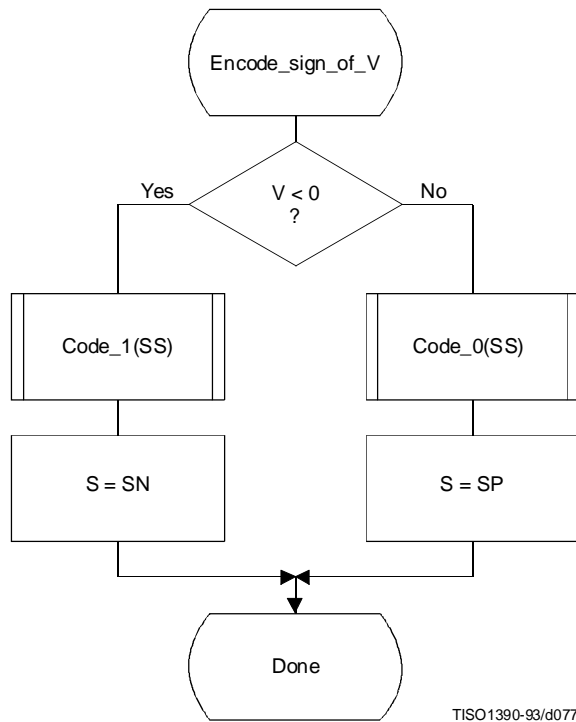 Encode_sign_of_V
V < 0
?
Yes
No
Code_1(SS)
Code_0(SS)
S = SN
S = SP
Done
TISO1390-93/d077